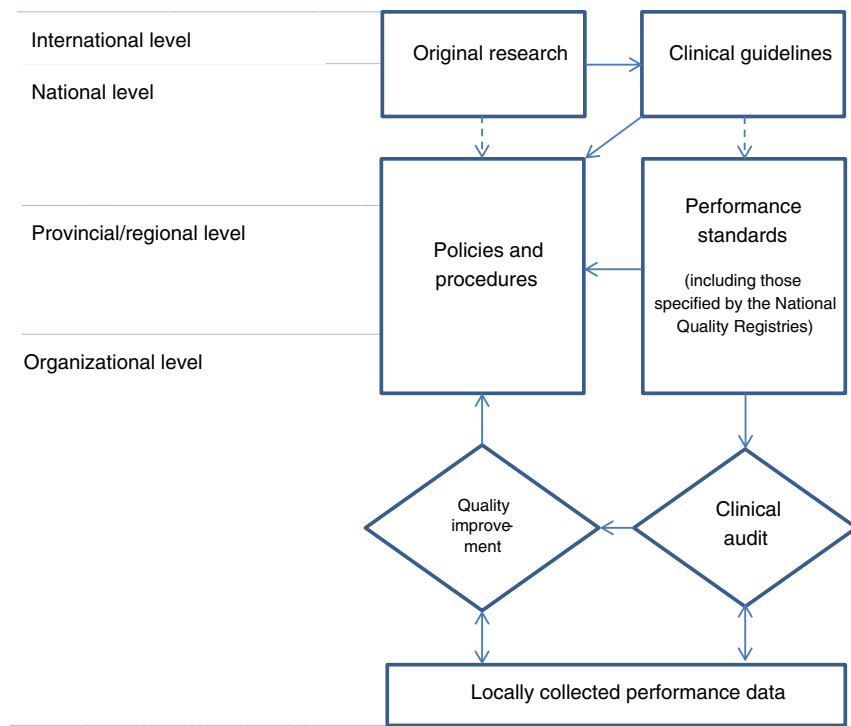 International level
Original research
Clinical guidelines
National level
Provincial/regional level
Policies and
procedures
Performance
standards
(including those
specified by the National
Quality Registries)
Organizational level
Quality
improve-
ment
Clinical
audit
Locally collected performance data